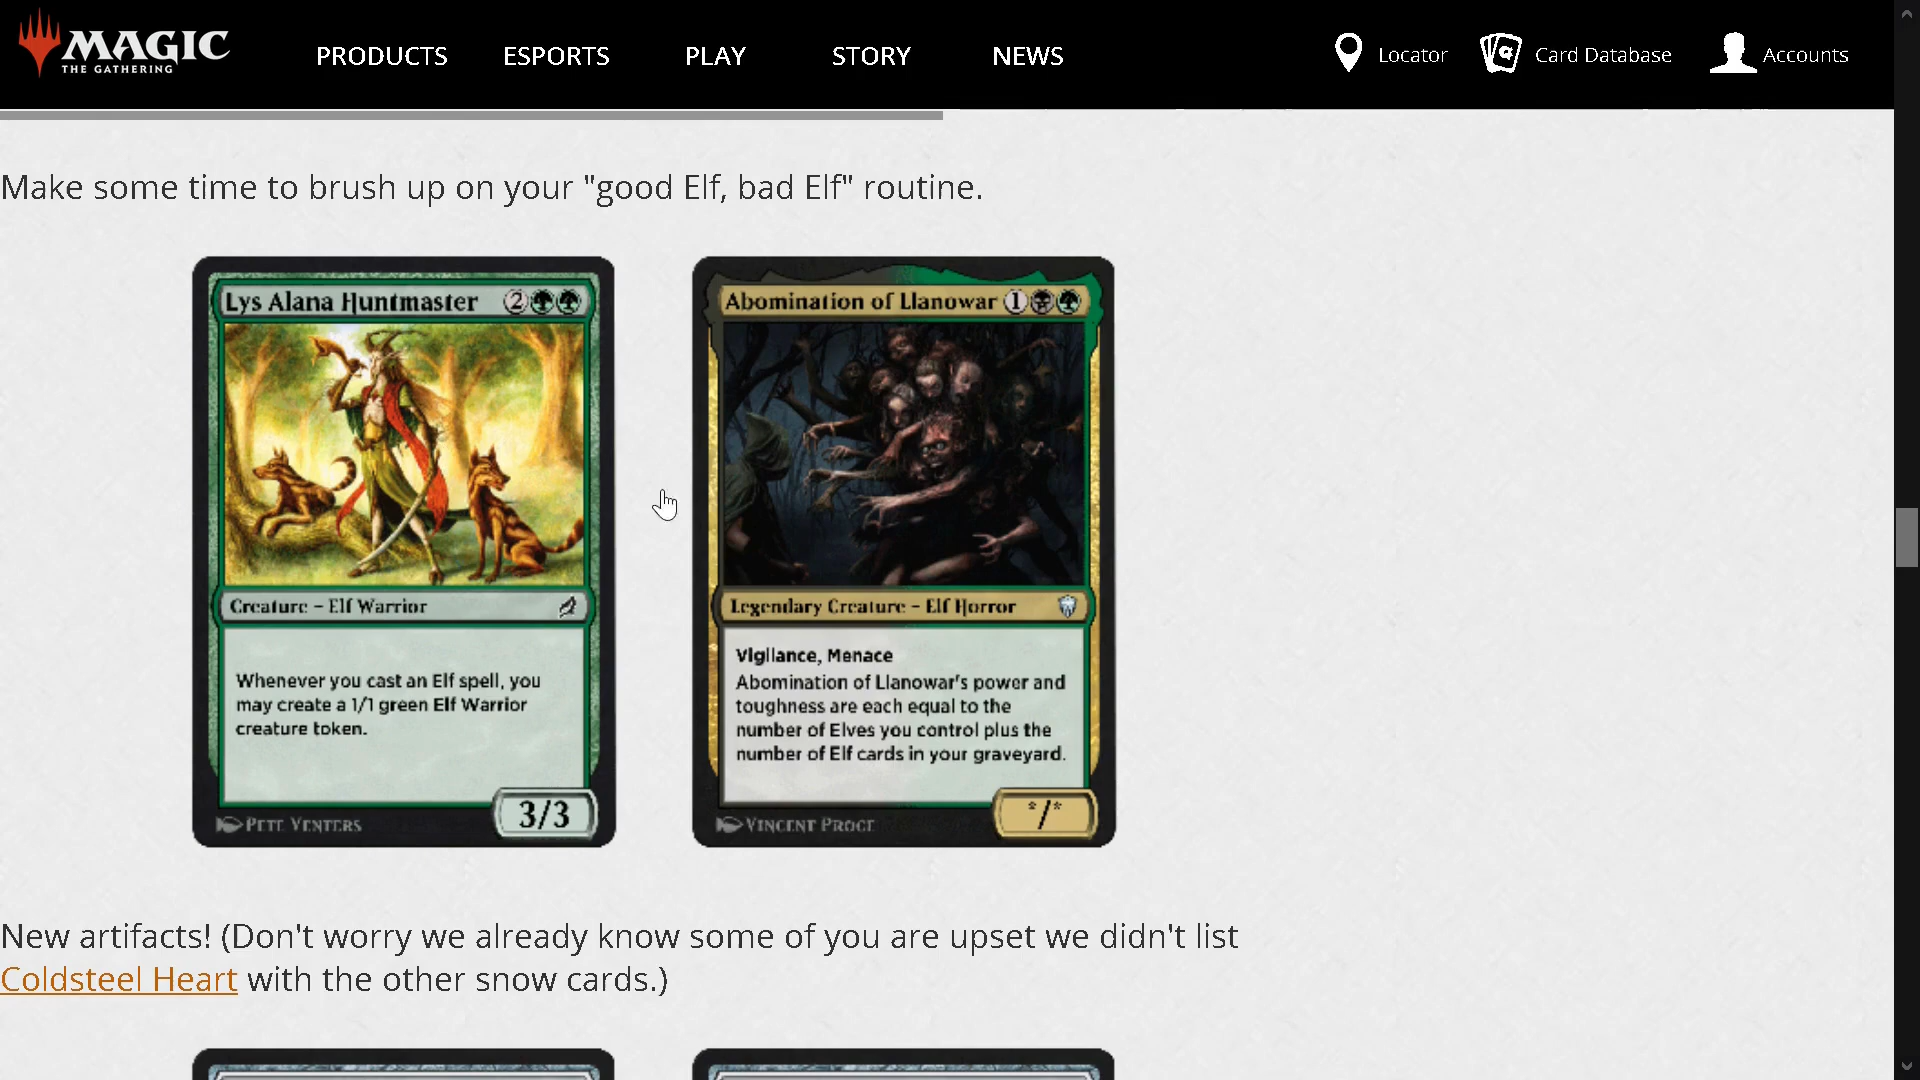 MAGIC
THE GATHERING
PRODUCTS ESPORTS PLAY STORY NEWS
Locator Card Database Accounts
Make some time to brush up on your "good Elf, bad Elf" routine.
Lys Alana Huntmaster 2
Creature – Elf Warrior
Whenever you cast an Elf spell, you
may create a 1/1 green Elf Warrior
creature token.
3/3
PETE VENTERS
Abomination of Llanowar 1
Legendary Creature – Elf Horror
Vigilance, Menace
Abomination of Llanowar's power and
toughness are each equal to the
number of Elves you control plus the
number of Elf cards in your graveyard.
*/*
VINCENT PROCE
New artifacts! (Don't worry we already know some of you are upset we didn't list
Coldsteel Heart with the other snow cards.)